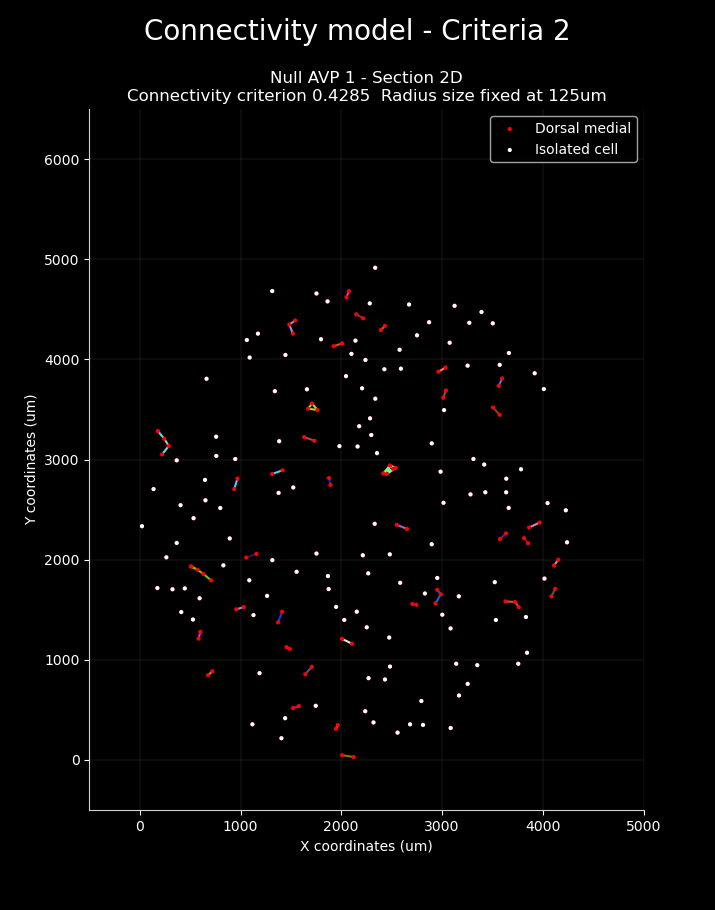 Connectivity model - Criteria 2
Null AVP 1 - Section 2D
Connectivity criterion 0.4285  Radius size fixed at 125um
Dorsal medial
Isolated cell
6000
5000
4000
3000
2000
1000
0
Y coordinates (um)
0 1000 2000 3000 4000 5000
X coordinates (um)